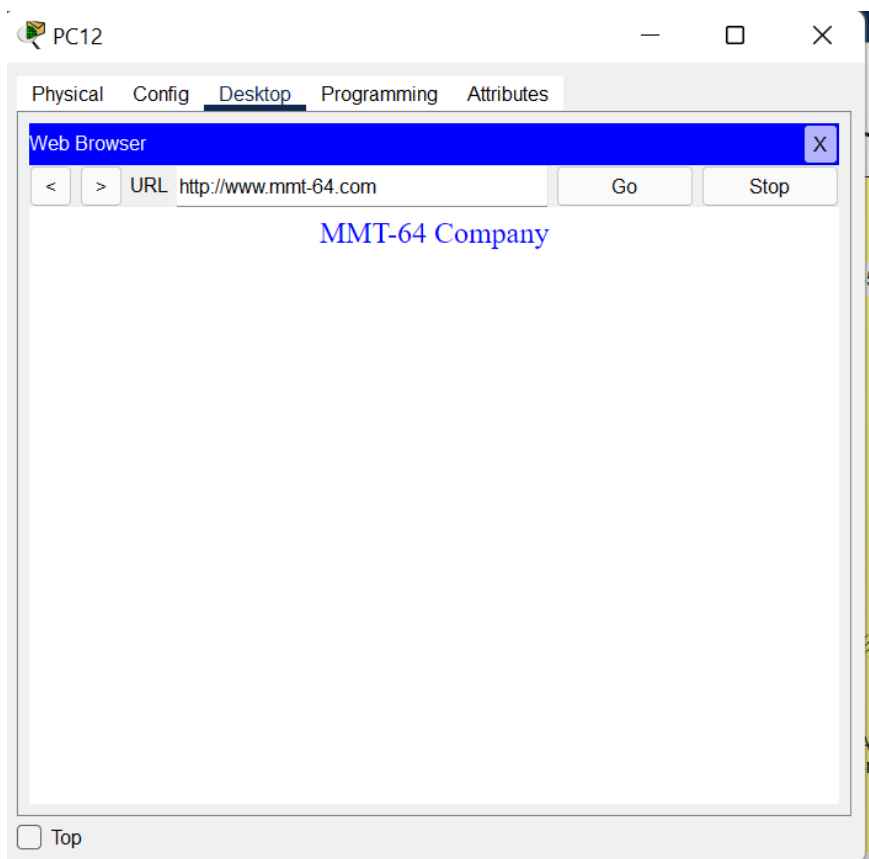 PC12
Physical Config Desktop Programming Attributes
Web Browser X
< > URL http://www.mmt-64.com Go Stop
MMT-64 Company
Top